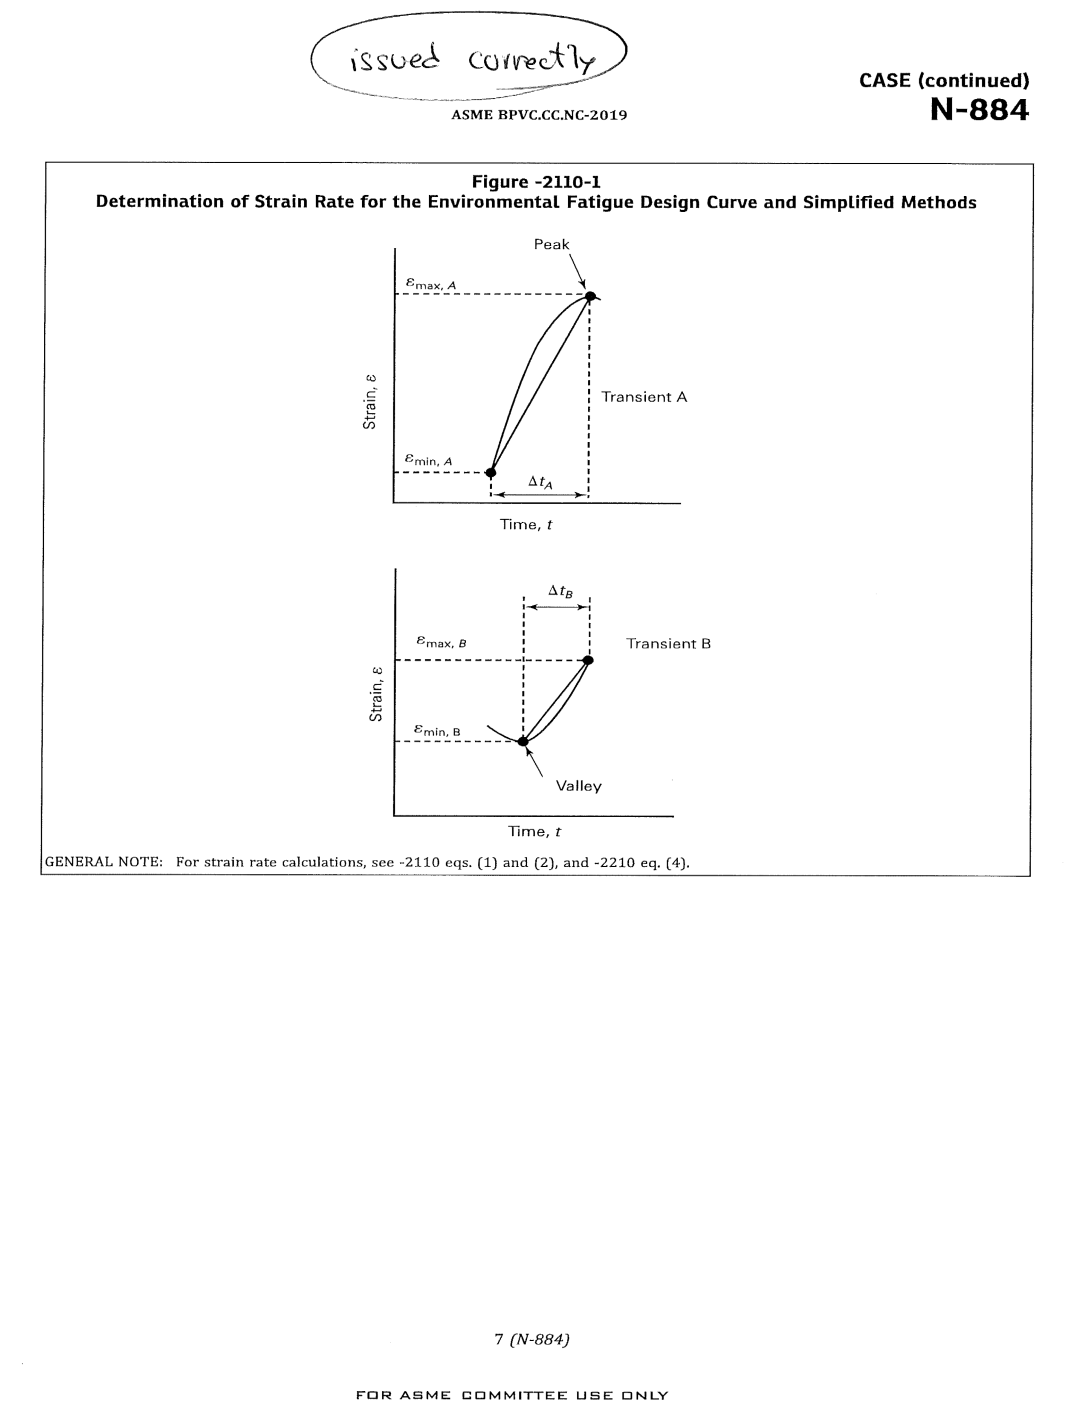 issued correctly
CASE (continued)
N-884
ASME BPVC.CC.NC-2019
Figure -2110-1
Determination of Strain Rate for the Environmental Fatigue Design Curve and Simplified Methods
Peak
εmax, A
Strain, ε
Transient A
εmin, A
ΔtA
Time, t
ΔtB
εmax, B
Transient B
Strain, ε
εmin, B
Valley
Time, t
GENERAL NOTE: For strain rate calculations, see -2110 eqs. (1) and (2), and -2210 eq. (4).
7 (N-884)
FOR ASME COMMITTEE USE ONLY